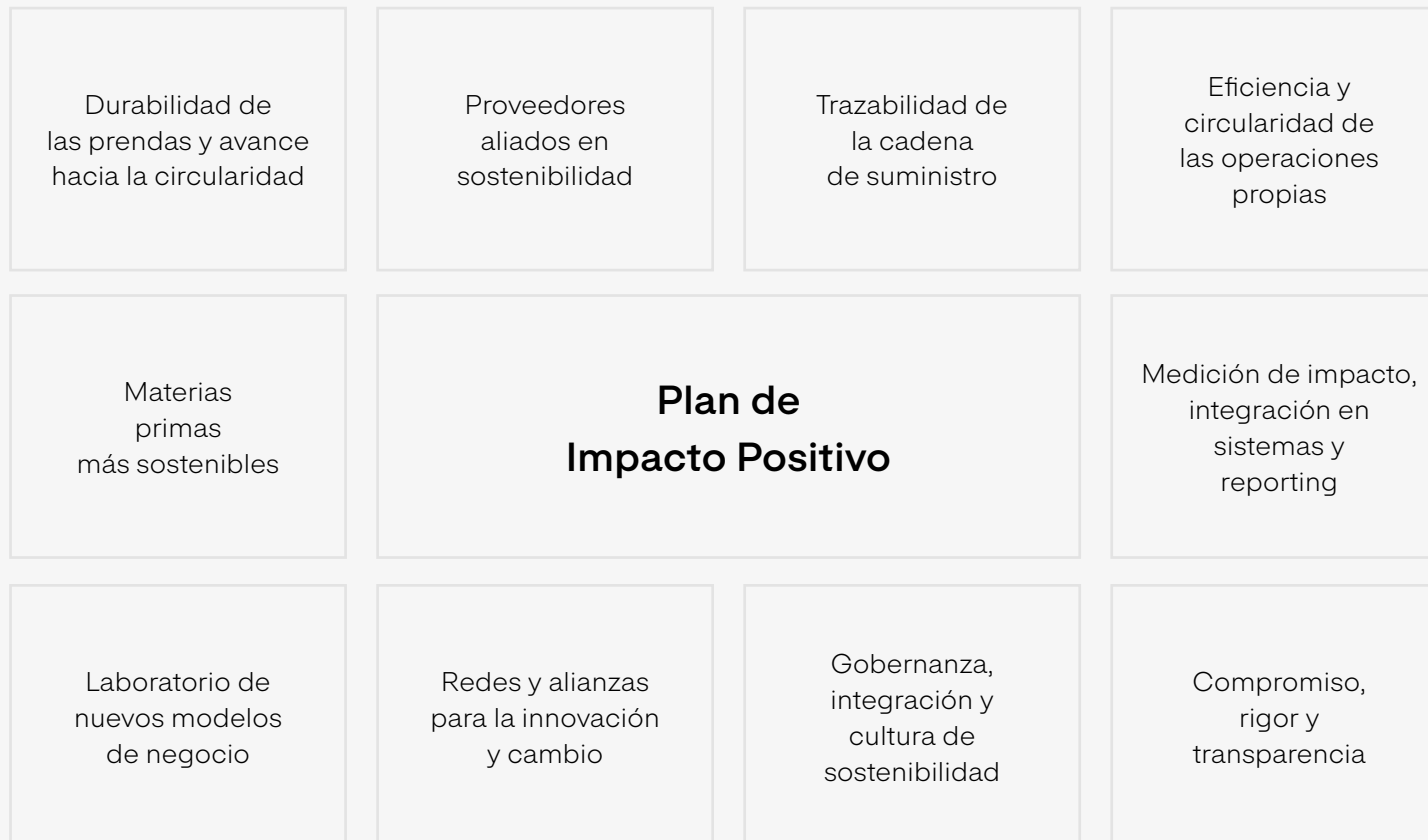 Durabilidad de
las prendas y avance
hacia la circularidad
Proveedores
aliados en
sostenibilidad
Trazabilidad de
la cadena
de suministro
Eficiencia y
circularidad de
las operaciones
propias
Materias
primas
más sostenibles
Plan de
Impacto Positivo
Medición de impacto,
integración en
sistemas y
reporting
Laboratorio de
nuevos modelos
de negocio
Redes y alianzas
para la innovación
y cambio
Gobernanza,
integración y
cultura de
sostenibilidad
Compromiso,
rigor y
transparencia